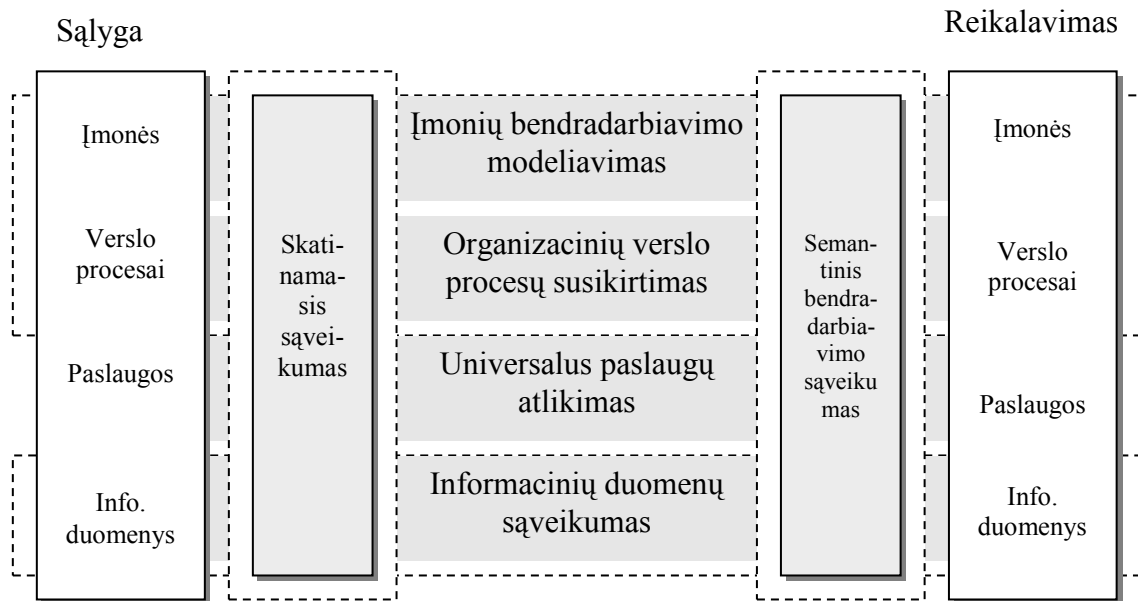 Sąlyga
Reikalavimas
Įmonės
Verslo
procesai
Paslaugos
Info.
duomenys
Skati-
nama-
sis
sąvei-
kumas
Įmonių bendradarbiavimo
modeliavimas
Organizacinių verslo
procesų susikirtimas
Universalus paslaugų
atlikimas
Informacinių duomenų
sąveikumas
Seman-
tinis
bendra-
darbia-
vimo
sąveiku
mas
Įmonės
Verslo
procesai
Paslaugos
Info.
duomenys